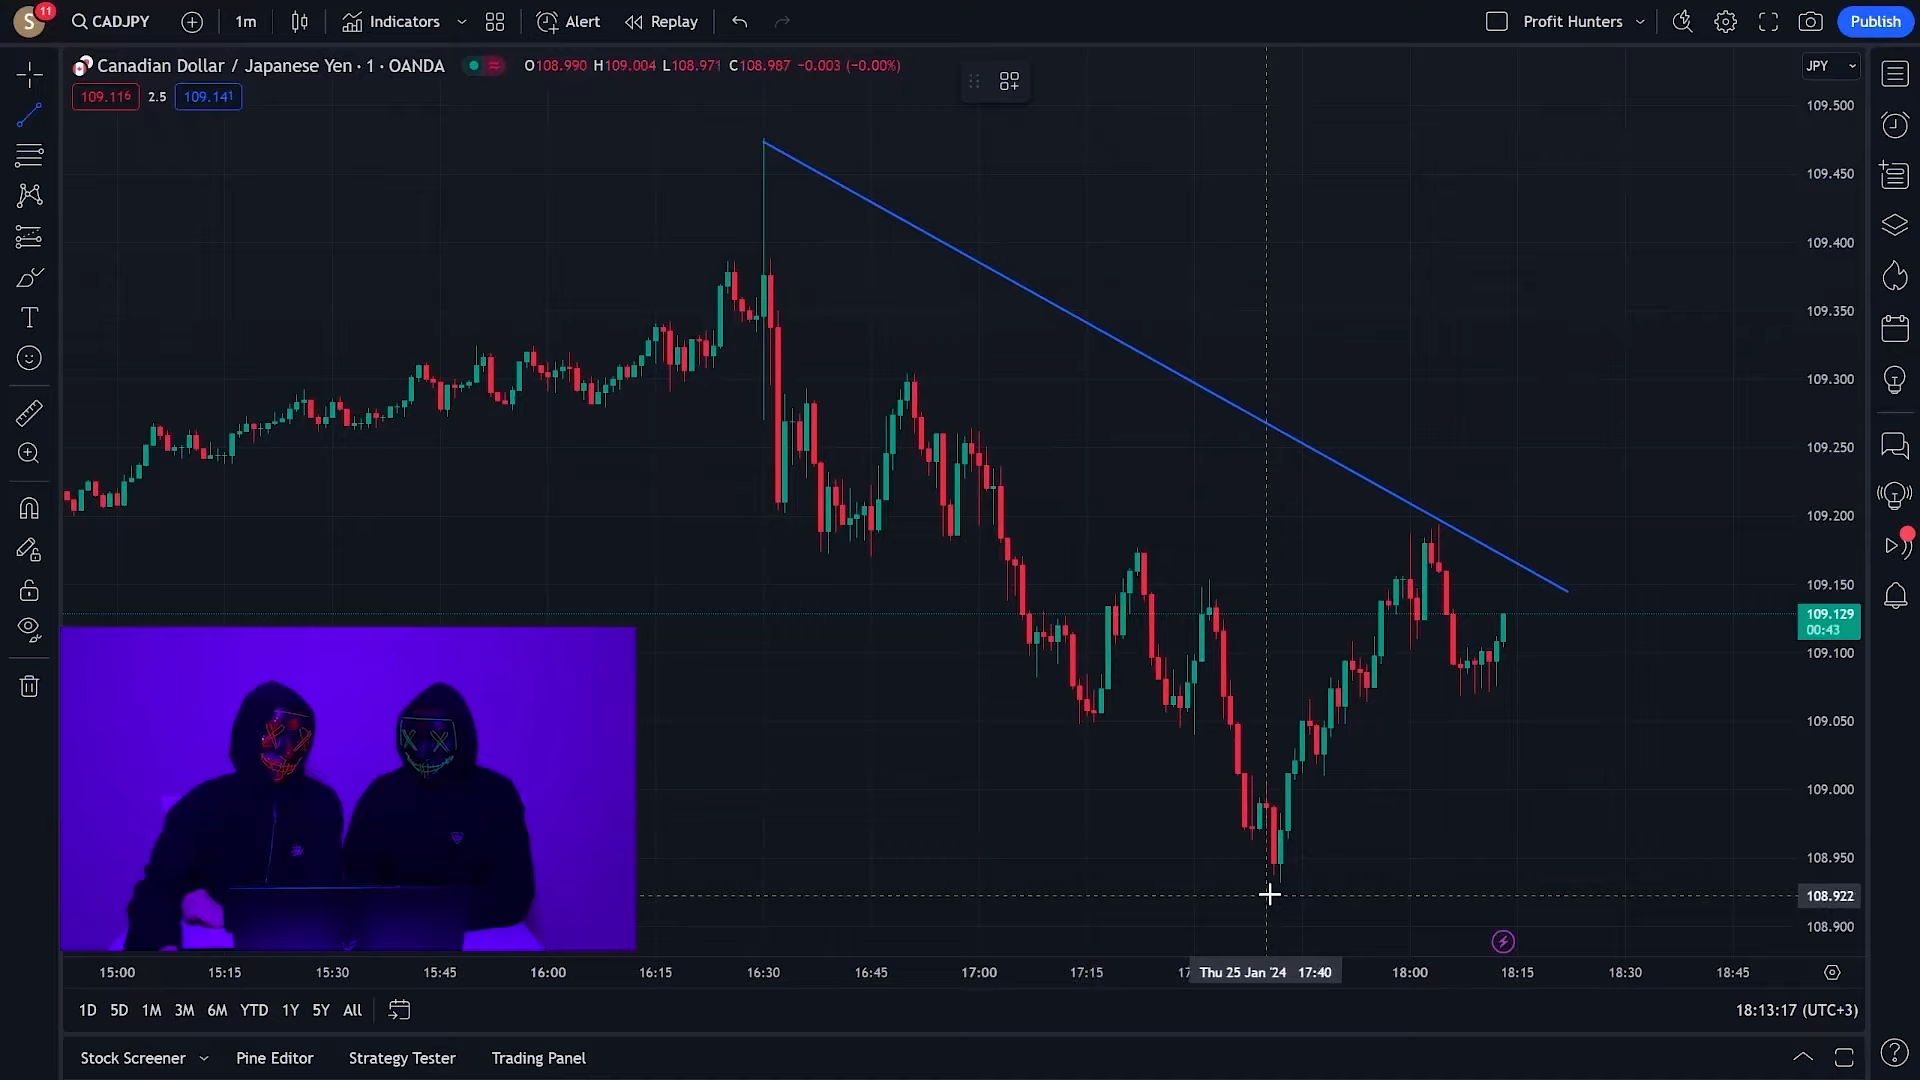 S 11 CADJPY 1m Indicators Alert Replay Profit Hunters Publish
Canadian Dollar / Japanese Yen · 1 · OANDA O108.990 H109.004 L108.971 C108.987 −0.003 (−0.00%) JPY
109.116 2.5 109.141
109.500
109.450
109.400
109.350
109.300
109.250
109.200
109.150
109.129
00:43
109.100
109.050
109.000
108.950
108.922
108.900
15:00 15:15 15:30 15:45 16:00 16:15 16:30 16:45 17:00 17:15 17 Thu 25 Jan '24 17:40 18:00 18:15 18:30 18:45
1D 5D 1M 3M 6M YTD 1Y 5Y All 18:13:17 (UTC+3)
Stock Screener Pine Editor Strategy Tester Trading Panel